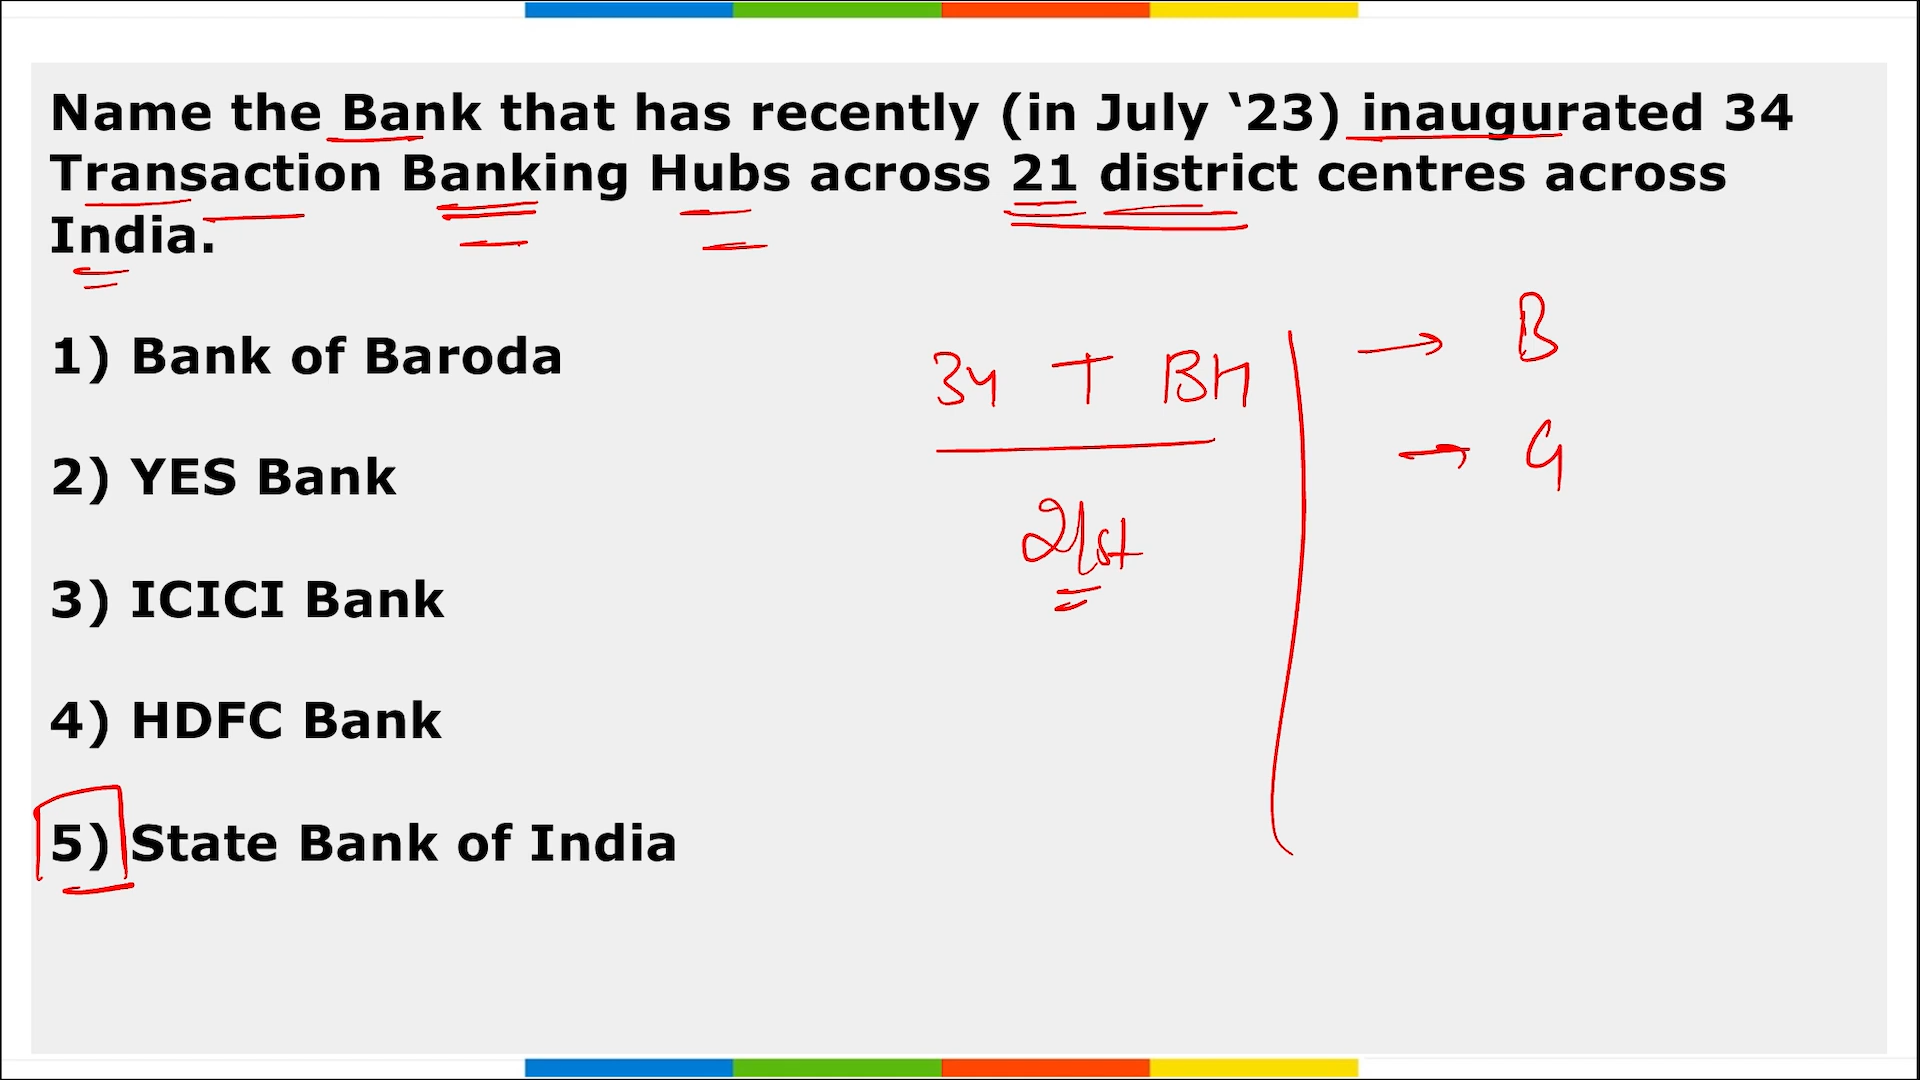 Name the Bank that has recently (in July ‘23) inaugurated 34
Transaction Banking Hubs across 21 district centres across
India.
1) Bank of Baroda
2) YES Bank
3) ICICI Bank
4) HDFC Bank
5) State Bank of India
34 T BH
21st
→ B
→ G